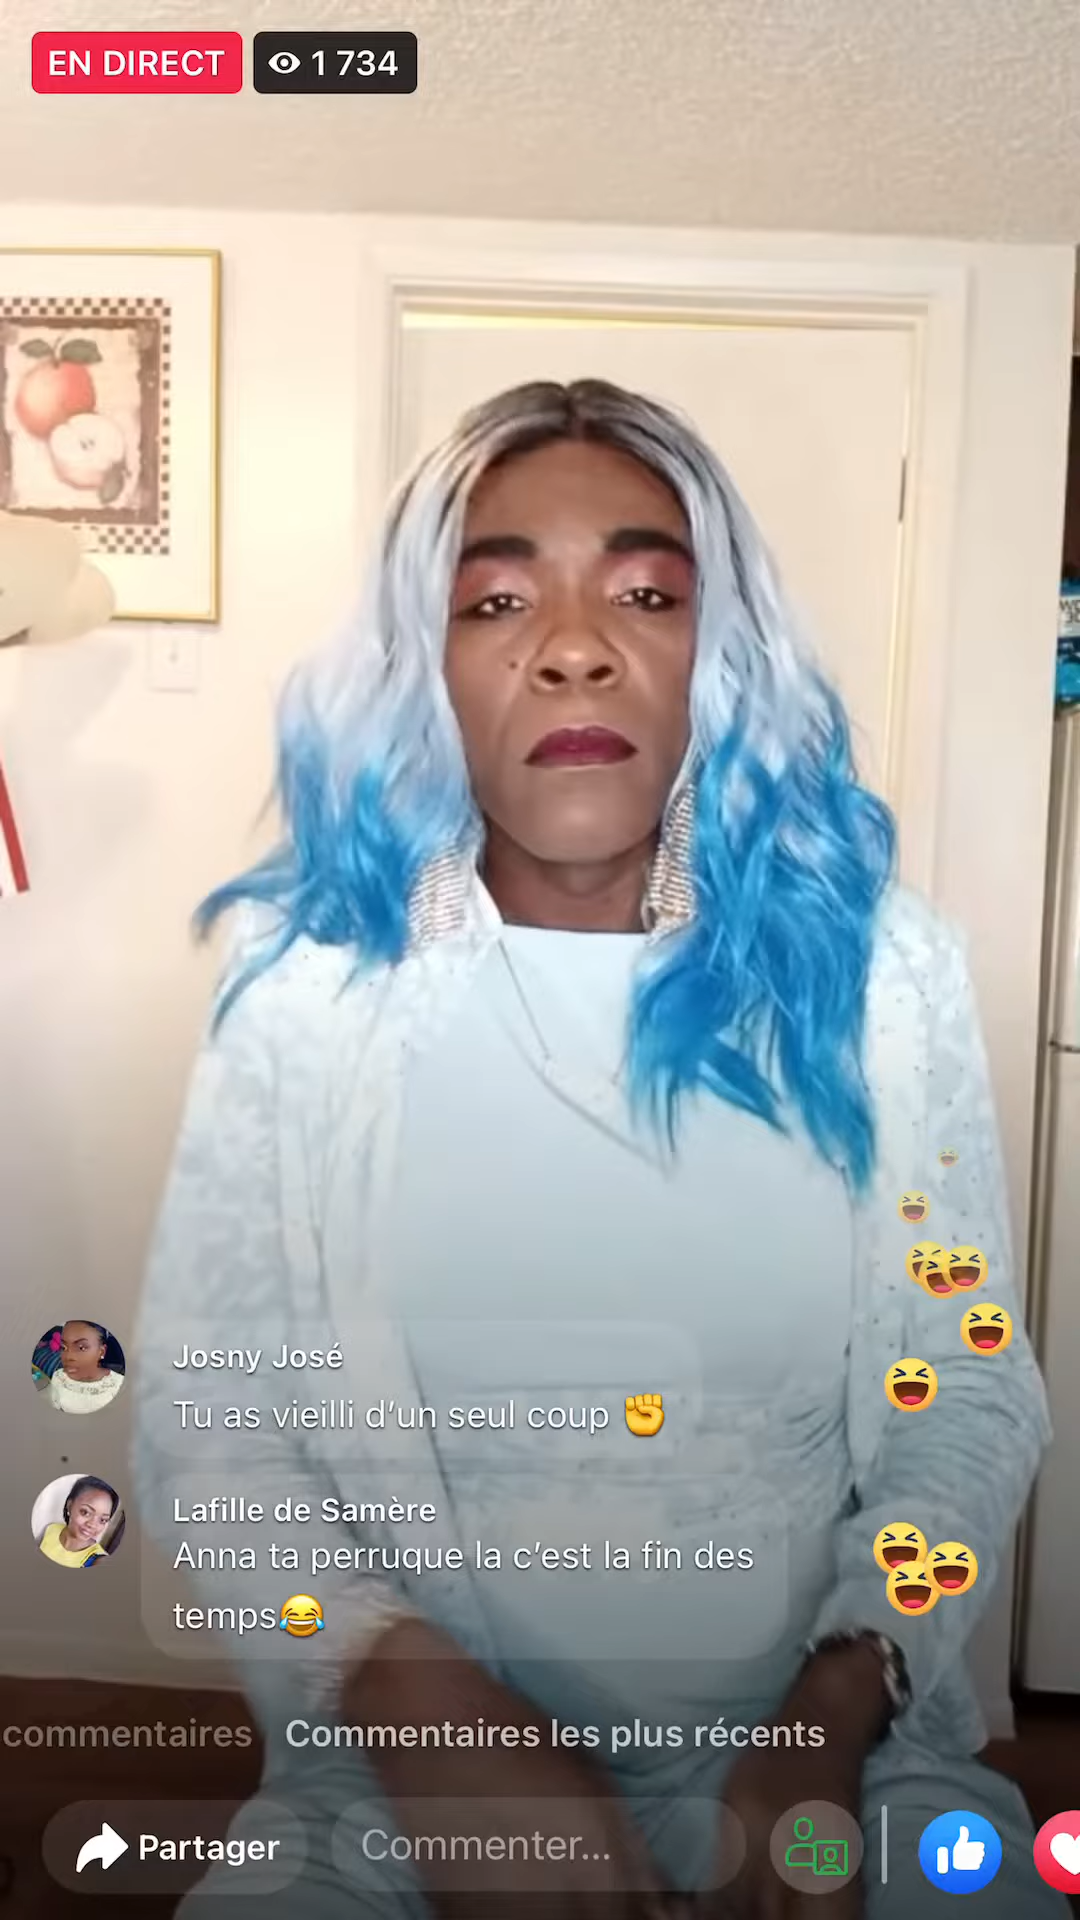 EN DIRECT
1 734
Josny José
Tu as vieilli d’un seul coup ✊
Lafille de Samère
Anna ta perruque la c’est la fin des
temps😂
commentaires
Commentaires les plus récents
Partager
Commenter...